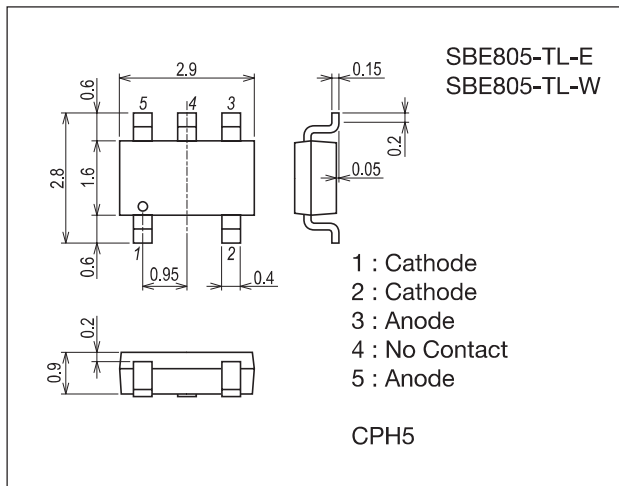 SBE805-TL-E
SBE805-TL-W
2.9
0.15
0.6
5
4
3
0.2
2.8
1.6
0.05
0.6
1
2
0.95
0.4
1 : Cathode
2 : Cathode
3 : Anode
4 : No Contact
5 : Anode
0.2
0.9
CPH5